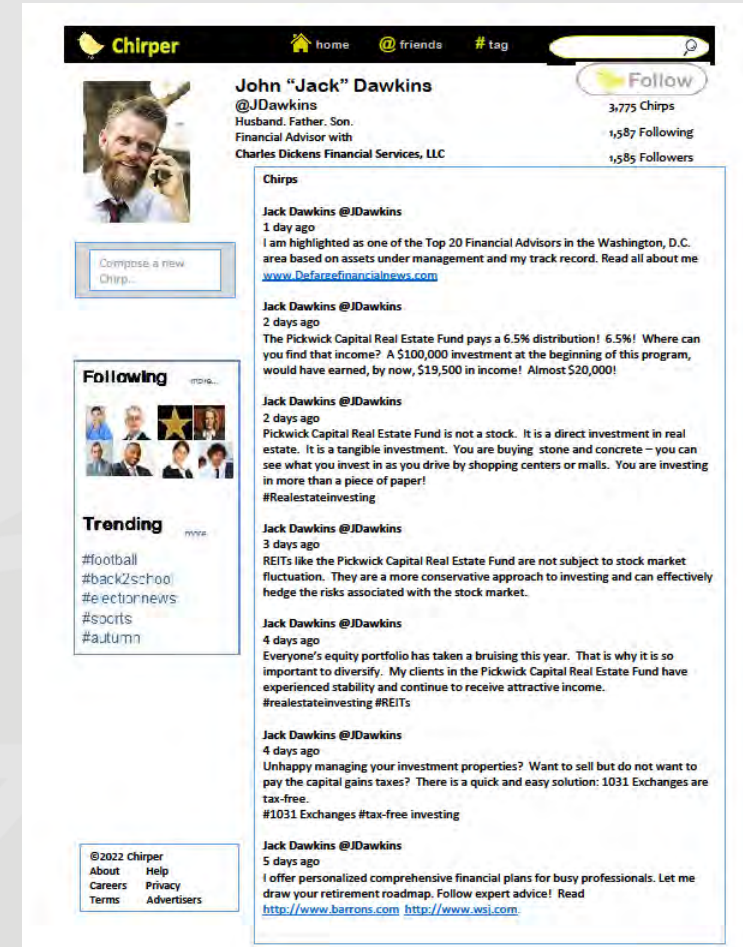 Chirper
home @ friends # tag
Follow
John “Jack” Dawkins
@JDawkins
Husband. Father. Son.
Financial Advisor with
Charles Dickens Financial Services, LLC
3,775 Chirps
1,587 Following
1,585 Followers
Compose a new
Chirp...
Following more...
Trending more
#football
#back2school
#electionnews
#sports
#autumn
©2022 Chirper
About Help
Careers Privacy
Terms Advertisers
Chirps
Jack Dawkins @JDawkins
1 day ago
I am highlighted as one of the Top 20 Financial Advisors in the Washington, D.C.
area based on assets under management and my track record. Read all about me
www.Defargefinancialnews.com
Jack Dawkins @JDawkins
2 days ago
The Pickwick Capital Real Estate Fund pays a 6.5% distribution! 6.5%! Where can
you find that income? A $100,000 investment at the beginning of this program,
would have earned, by now, $19,500 in income! Almost $20,000!
Jack Dawkins @JDawkins
2 days ago
Pickwick Capital Real Estate Fund is not a stock. It is a direct investment in real
estate. It is a tangible investment. You are buying stone and concrete – you can
see what you invest in as you drive by shopping centers or malls. You are investing
in more than a piece of paper!
#Realestateinvesting
Jack Dawkins @JDawkins
3 days ago
REITs like the Pickwick Capital Real Estate Fund are not subject to stock market
fluctuation. They are a more conservative approach to investing and can effectively
hedge the risks associated with the stock market.
Jack Dawkins @JDawkins
4 days ago
Everyone’s equity portfolio has taken a bruising this year. That is why it is so
important to diversify. My clients in the Pickwick Capital Real Estate Fund have
experienced stability and continue to receive attractive income.
#realestateinvesting #REITs
Jack Dawkins @JDawkins
4 days ago
Unhappy managing your investment properties? Want to sell but do not want to
pay the capital gains taxes? There is a quick and easy solution: 1031 Exchanges are
tax-free.
#1031 Exchanges #tax-free investing
Jack Dawkins @JDawkins
5 days ago
I offer personalized comprehensive financial plans for busy professionals. Let me
draw your retirement roadmap. Follow expert advice! Read
http://www.barrons.com http://www.wsj.com.